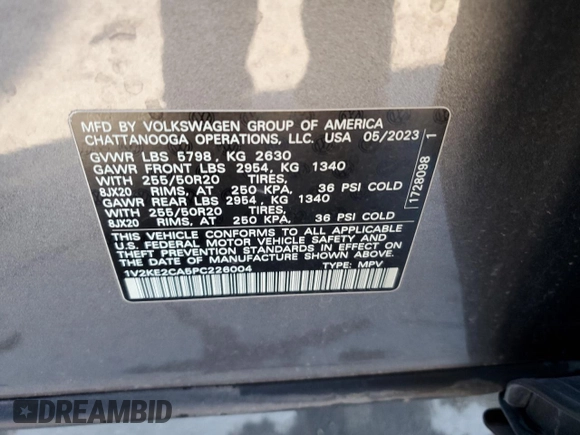 MFD BY VOLKSWAGEN GROUP OF AMERICA
CHATTANOOGA OPERATIONS, LLC. USA 05/2023
GVWR LBS 5798, KG 2630
GAWR FRONT LBS 2954, KG 1340
WITH 255/50R20 TIRES,
8JX20 RIMS, AT 250 KPA, 36 PSI COLD
GAWR REAR LBS 2954, KG 1340
WITH 255/50R20 TIRES,
8JX20 RIMS, AT 250 KPA, 36 PSI COLD
THIS VEHICLE CONFORMS TO ALL APPLICABLE
U.S. FEDERAL MOTOR VEHICLE SAFETY AND
THEFT PREVENTION STANDARDS IN EFFECT ON
THE DATE OF MANUFACTURE SHOWN ABOVE.
1V2KE2CA5PC226004 TYPE: MPV
1728098 1
DREAMBID